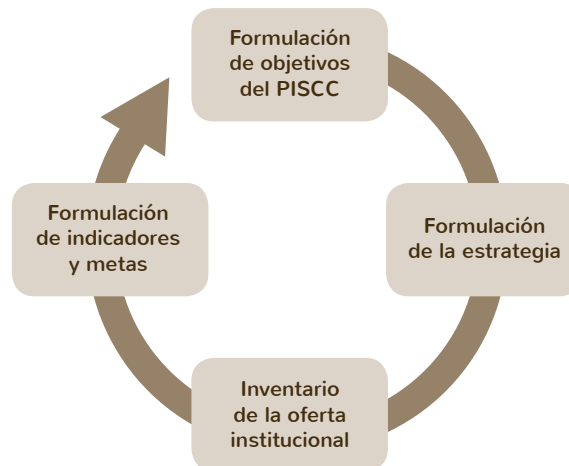 Formulación
de objetivos
del PISCC
Formulación
de la estrategia
Inventario
de la oferta
institucional
Formulación
de indicadores
y metas